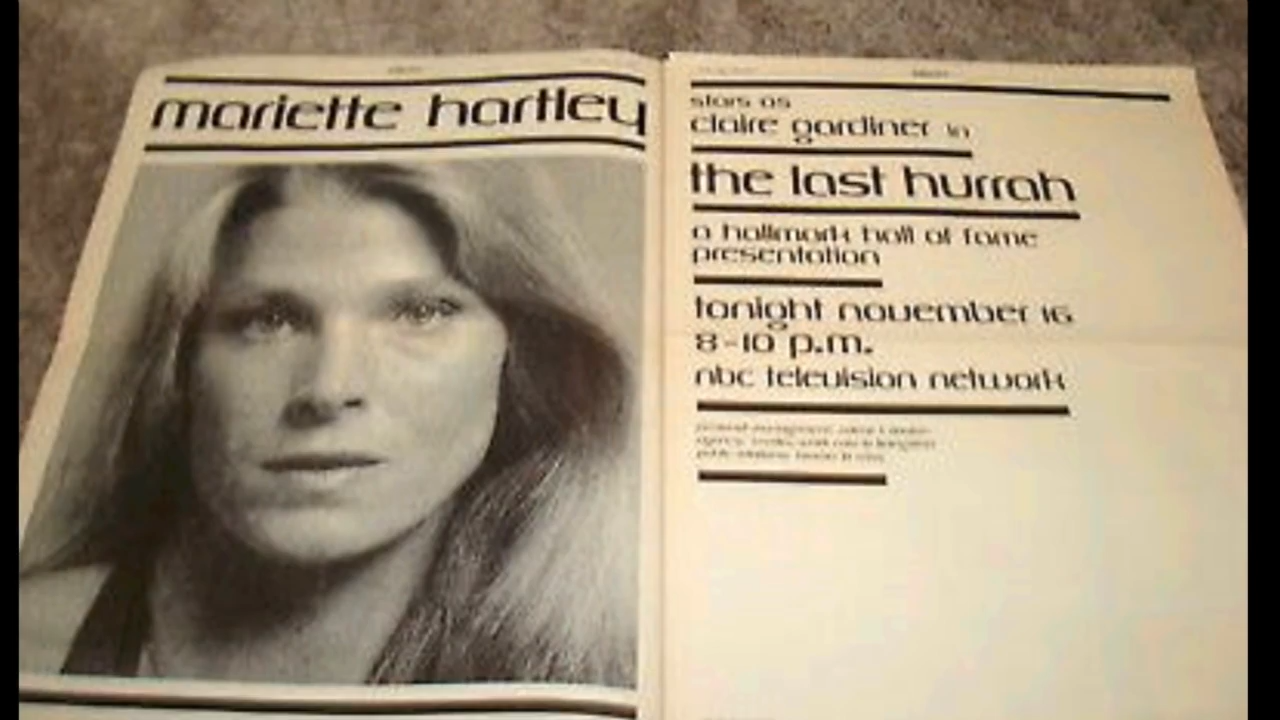 mariette hartley
stars as
claire gardiner in
the last hurrah
a hallmark hall of fame
presentation
tonight november 16
8-10 p.m.
nbc television network